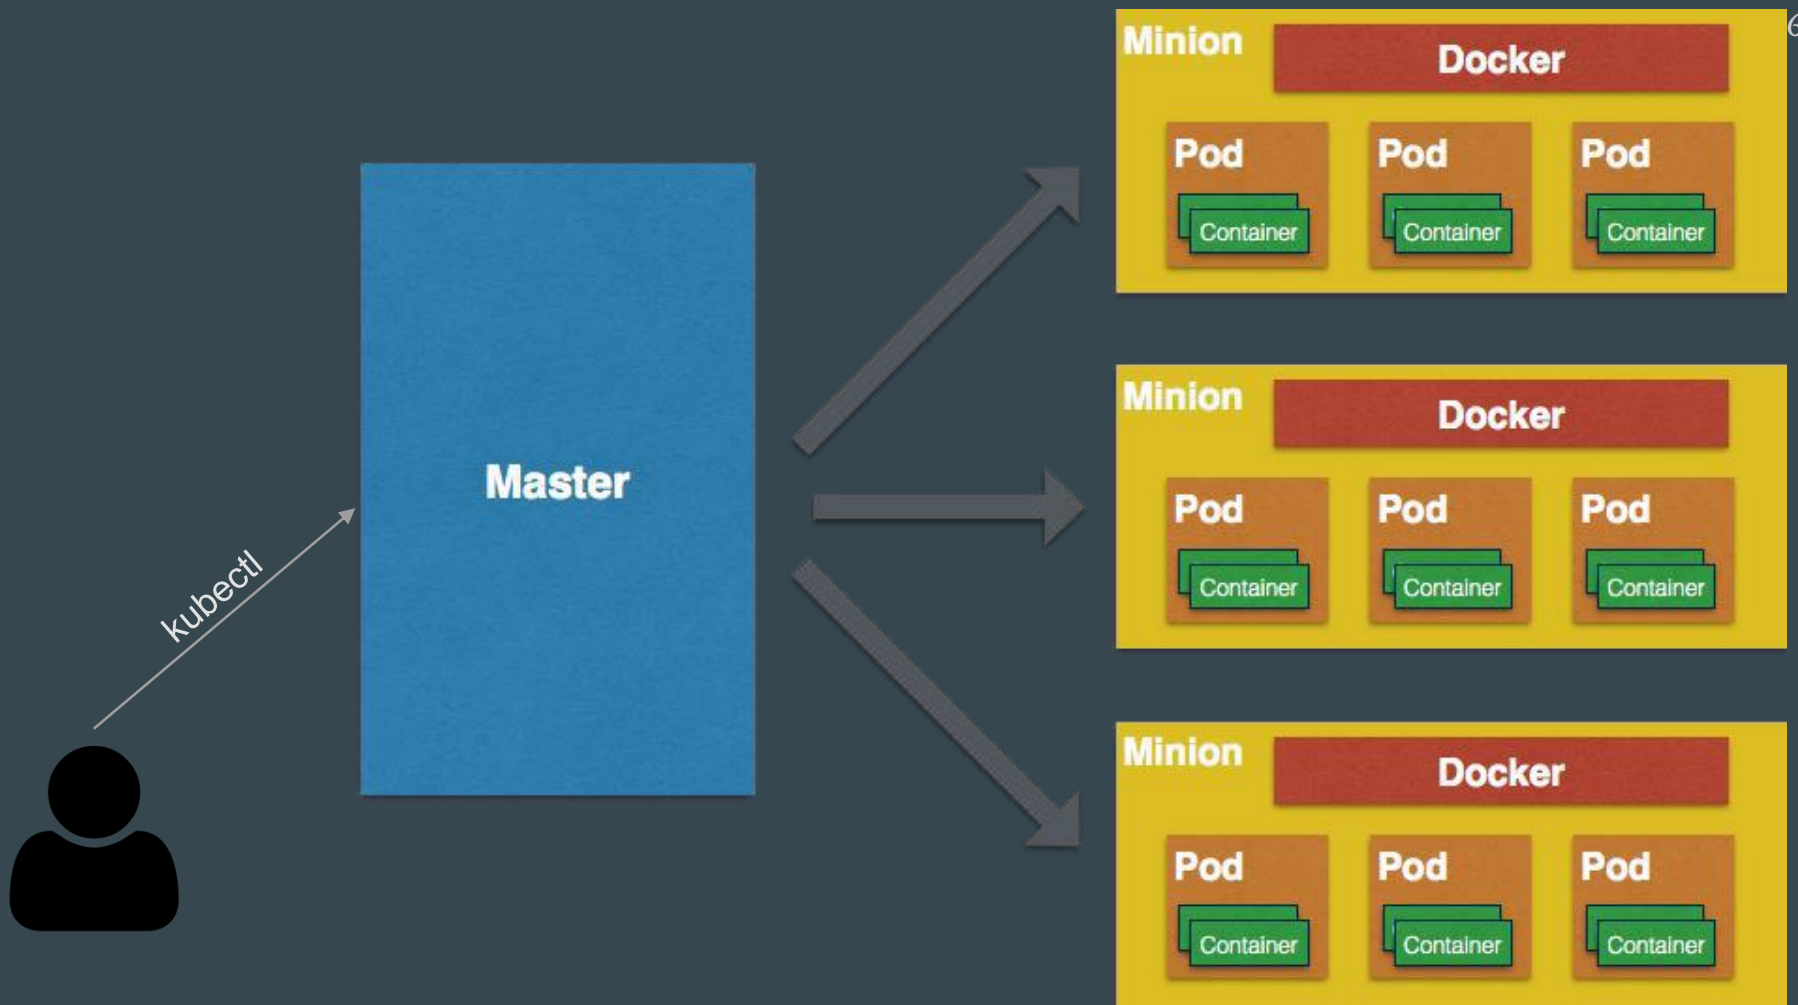 Minion
Docker
Pod Pod Pod
Container Container Container
Master
kubectl
Minion
Docker
Pod Pod Pod
Container Container Container
Minion
Docker
Pod Pod Pod
Container Container Container